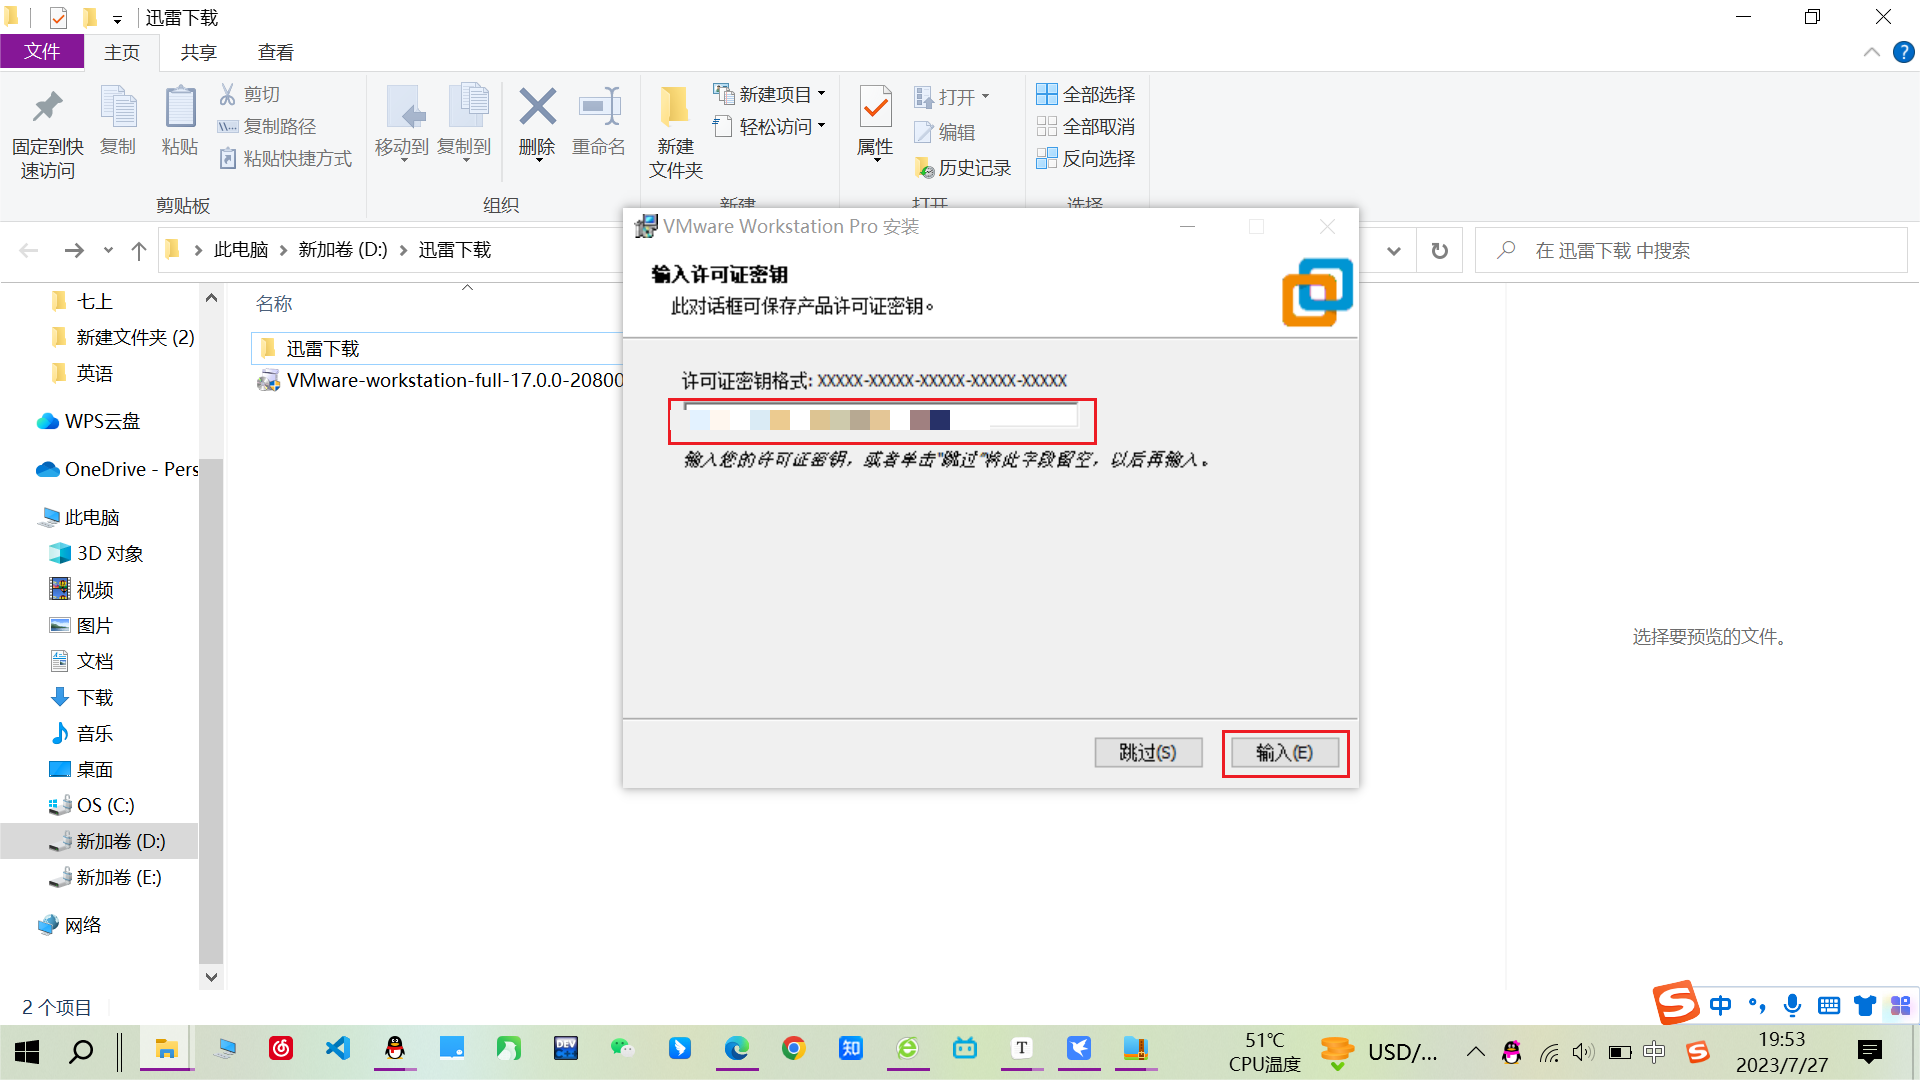 迅雷下载
文件 主页 共享 查看
固定到快速访问
复制
粘贴
剪切
复制路径
粘贴快捷方式
剪贴板
移动到
复制到
删除
重命名
组织
新建
文件夹
新建项目
轻松访问
新建
属性
打开
编辑
历史记录
打开
全部选择
全部取消
反向选择
选择
此电脑 新加卷 (D:) 迅雷下载
在 迅雷下载 中搜索
七上
新建文件夹 (2)
英语
WPS云盘
OneDrive - Pers
此电脑
3D 对象
视频
图片
文档
下载
音乐
桌面
OS (C:)
新加卷 (D:)
新加卷 (E:)
网络
名称
迅雷下载
VMware-workstation-full-17.0.0-20800
VMware Workstation Pro 安装
输入许可证密钥
此对话框可保存产品许可证密钥。
许可证密钥格式: XXXXX-XXXXX-XXXXX-XXXXX-XXXXX
输入您的许可证密钥，或者单击"跳过"将此字段留空，以后再输入。
跳过(S)
输入(E)
选择要预览的文件。
2 个项目
中
DEV
知
T
51℃
CPU温度
USD/...
中
19:53
2023/7/27